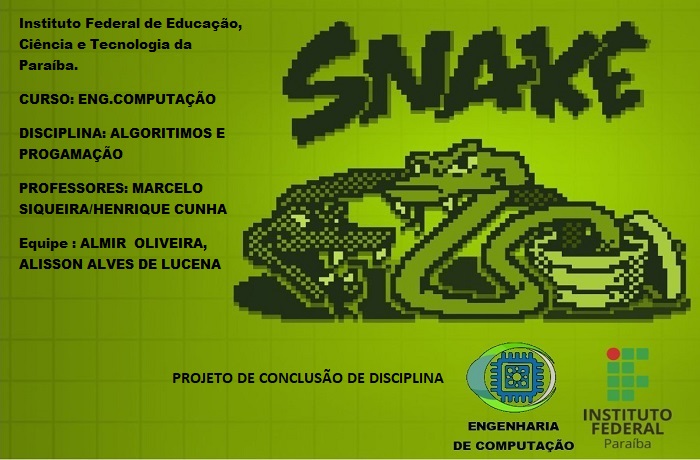 Instituto Federal de Educação,
Ciência e Tecnologia da
Paraíba.
CURSO: ENG.COMPUTAÇÃO
DISCIPLINA: ALGORITIMOS E
PROGAMAÇÃO
PROFESSORES: MARCELO
SIQUEIRA/HENRIQUE CUNHA
Equipe : ALMIR OLIVEIRA,
ALISSON ALVES DE LUCENA
SNAKE
PROJETO DE CONCLUSÃO DE DISCIPLINA
ENGENHARIA
DE COMPUTAÇÃO
INSTITUTO
FEDERAL
Paraíba